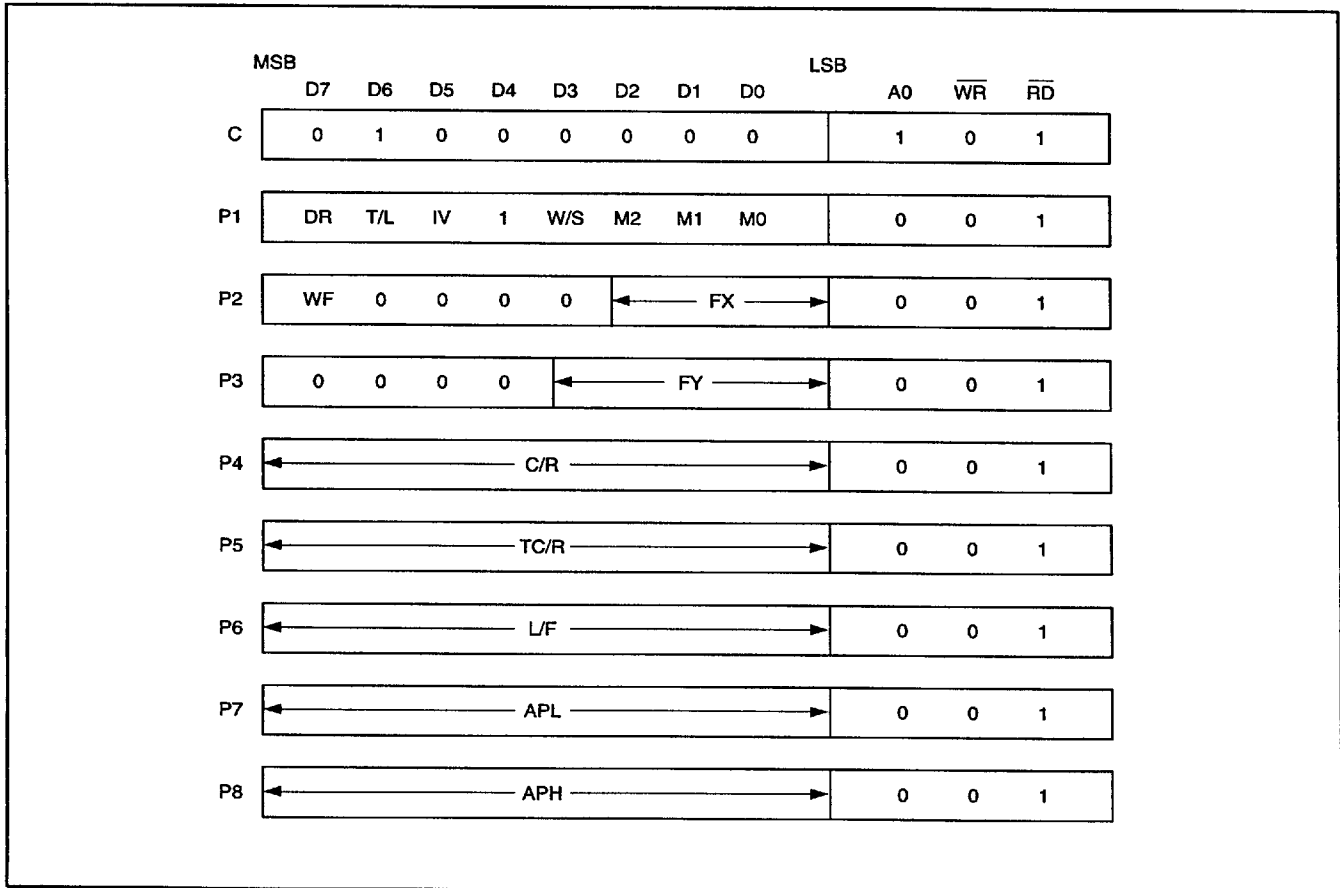 MSB LSB
D7 D6 D5 D4 D3 D2 D1 D0 A0 WR RD
C 0 1 0 0 0 0 0 0 1 0 1
P1 DR T/L IV 1 W/S M2 M1 M0 0 0 1
P2 WF 0 0 0 0 FX 0 0 1
P3 0 0 0 0 FY 0 0 1
P4 C/R 0 0 1
P5 TC/R 0 0 1
P6 L/F 0 0 1
P7 APL 0 0 1
P8 APH 0 0 1